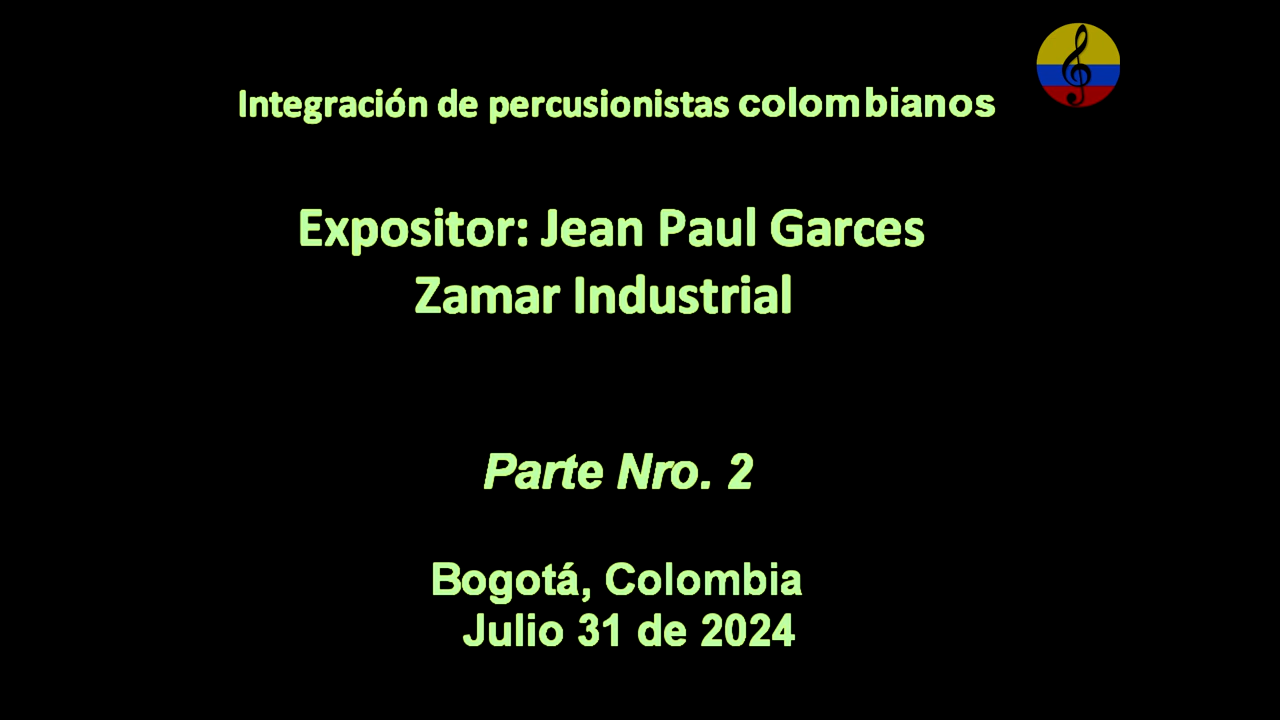 Integración de percusionistas colombianos
Expositor: Jean Paul Garces
Zamar Industrial
Parte Nro. 2
Bogotá, Colombia
Julio 31 de 2024